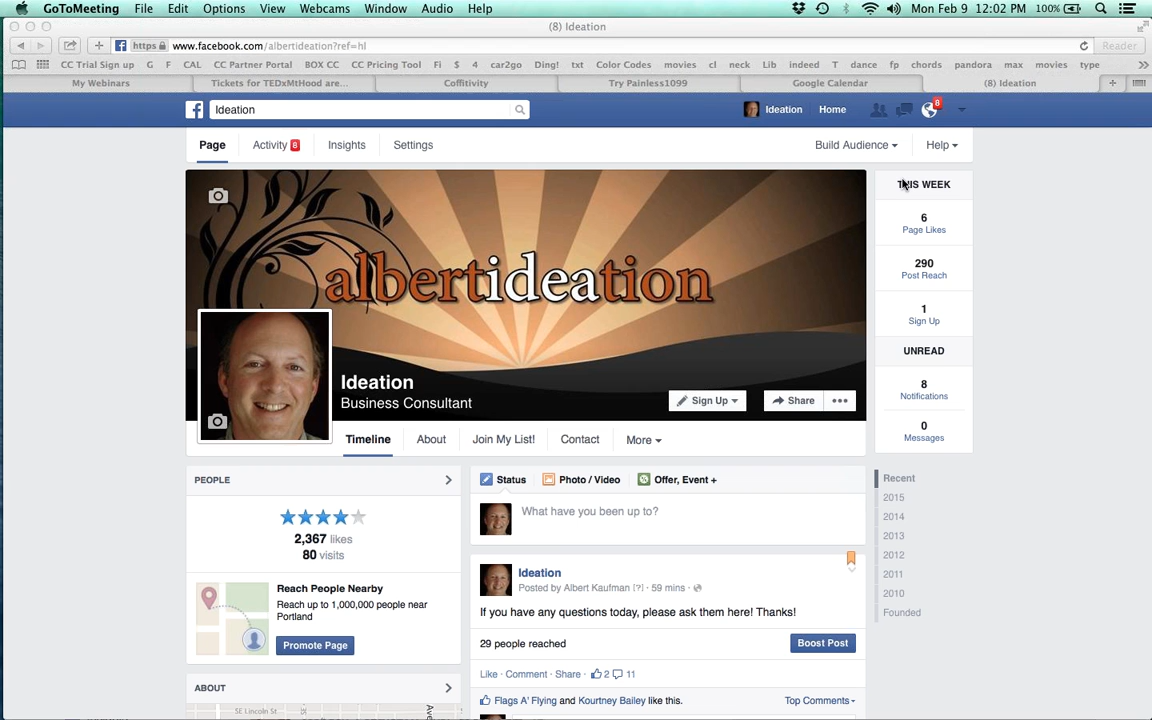 GoToMeeting File Edit Options View Webcams Window Audio Help Mon Feb 9 12:02 PM 100%
(8) Ideation
https www.facebook.com/albertideation?ref=hl Reader
CC Trial Sign up G F CAL CC Partner Portal BOX CC CC Pricing Tool Fi $ 4 car2go Ding! txt Color Codes movies cl neck Lib indeed T dance fp chords pandora max movies type
My Webinars Tickets for TEDxMtHood are... Coffitivity Try Painless1099 Google Calendar (8) Ideation
Ideation Ideation Home 8
Page Activity 8 Insights Settings Build Audience Help
THIS WEEK
6
Page Likes
290
Post Reach
1
Sign Up
UNREAD
8
Notifications
0
Messages
albertideation
Ideation
Business Consultant
Sign Up Share
Timeline About Join My List! Contact More
PEOPLE
2,367 likes
80 visits
Reach People Nearby
Reach up to 1,000,000 people near
Portland
Promote Page
ABOUT
SE Lincoln St.
Status Photo / Video Offer, Event +
What have you been up to?
Ideation
Posted by Albert Kaufman [?] · 59 mins ·
If you have any questions today, please ask them here! Thanks!
29 people reached Boost Post
Like · Comment · Share · 2 11
Flags A' Flying and Kourtney Bailey like this. Top Comments
Recent
2015
2014
2013
2012
2011
2010
Founded